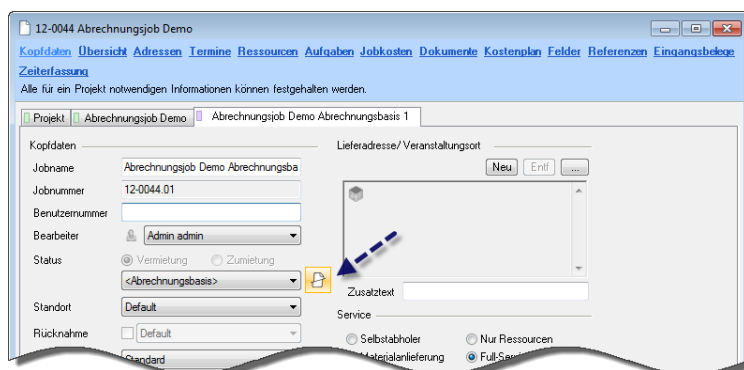 12-0044 Abrechnungsjob Demo
Kopfdaten Übersicht Adressen Termine Ressourcen Aufgaben Jobkosten Dokumente Kostenplan Felder Referenzen Eingangsbelege
Zeiterfassung
Alle für ein Projekt notwendigen Informationen können festgehalten werden.
Projekt Abrechnungsjob Demo Abrechnungsjob Demo Abrechnungsbasis 1
Kopfdaten
Jobname Abrechnungsjob Demo Abrechnungsba
Jobnummer 12-0044.01
Benutzernummer
Bearbeiter Admin admin
Status Vermietung Zumietung
<Abrechnungsbasis>
Standort Default
Rücknahme Default
Standard
Lieferadresse/Veranstaltungsort
Neu Entf ...
Zusatztext
Service
Selbstabholer Nur Ressourcen
Materialanlieferung